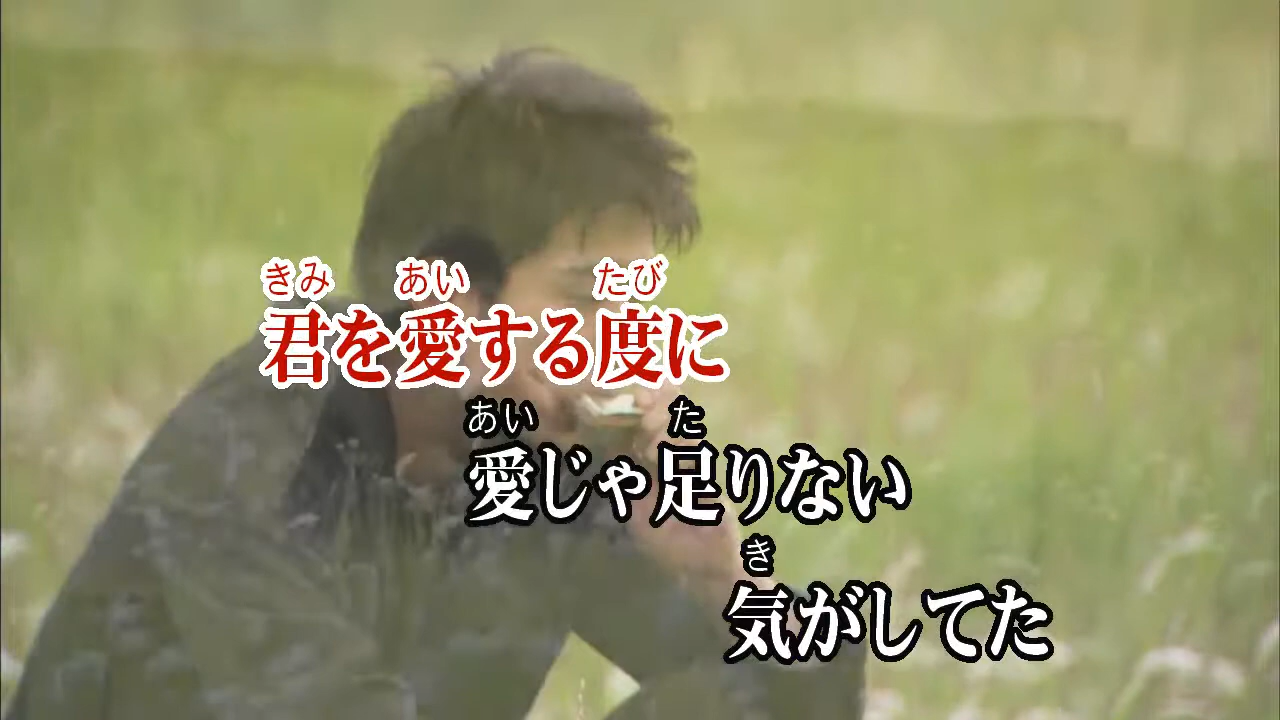 きみ あい たび
君を愛する度に
あい た
愛じゃ足りない
き
気がしてた